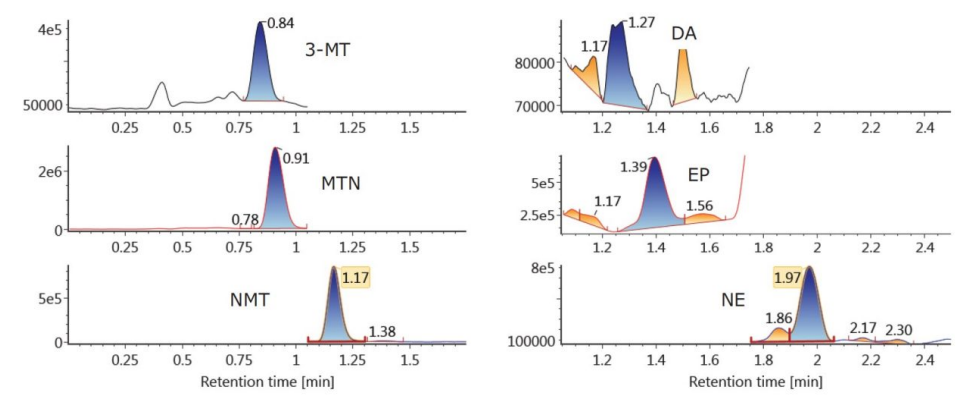 4e5
0.84
3-MT
50000
0.25 0.5 0.75 1 1.25 1.5
2e6
0.91
MTN
0.78
0
0.25 0.5 0.75 1 1.25 1.5
1.17
5e5
NMT
1.38
0
0.25 0.5 0.75 1 1.25 1.5
Retention time [min]
1.27
DA
1.17
80000
70000
1.2 1.4 1.6 1.8 2 2.2 2.4
1.39
EP
5e5
1.17
1.56
2.5e5
1.2 1.4 1.6 1.8 2 2.2 2.4
8e5
1.97
NE
1.86
2.17 2.30
100000
1.2 1.4 1.6 1.8 2 2.2 2.4
Retention time [min]